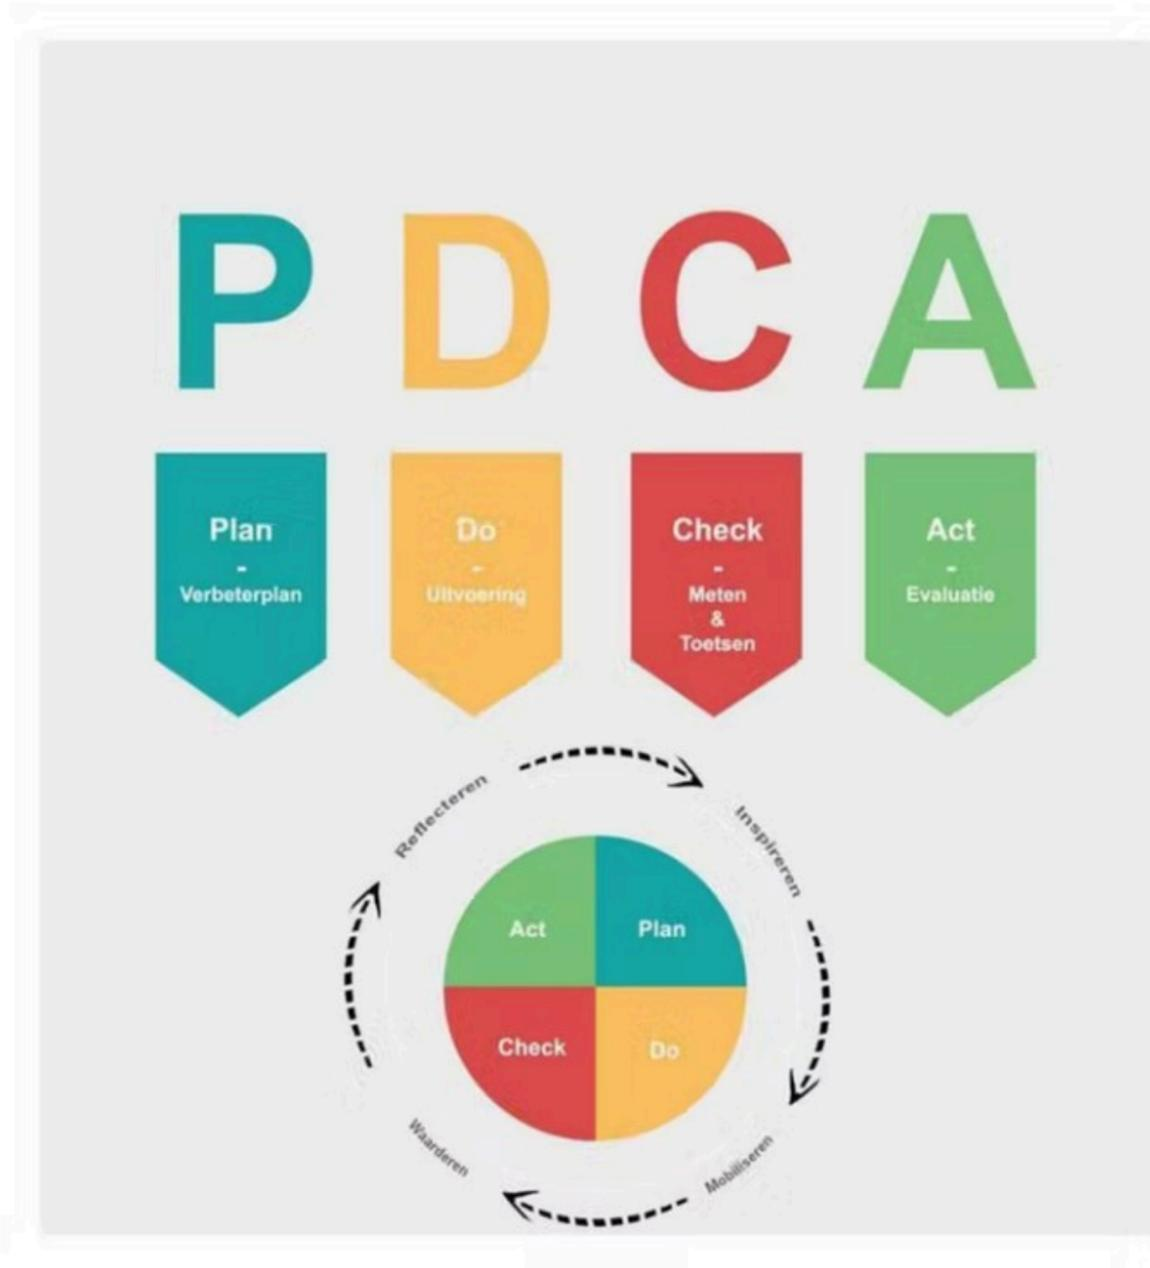 P D C A
Plan
-
Verbeterplan
Do
-
Uitvoering
Check
-
Meten
&
Toetsen
Act
-
Evaluatie
Reflecteren
Inspireren
Act
Plan
Check
Do
Waarderen
Mobiliseren